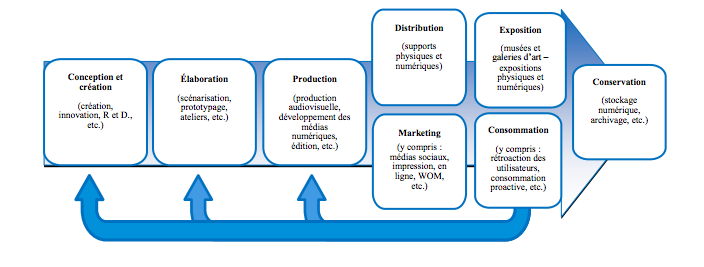 Conception et
création
(création,
innovation, R et D.,
etc.)
Élaboration
(scénarisation,
prototypage,
ateliers, etc.)
Production
(production
audiovisuelle,
développement des
médias
numériques,
édition, etc.)
Distribution
(supports
physiques et
numériques)
Marketing
(y compris :
médias sociaux,
impression, en
ligne, WOM,
etc.)
Exposition
(musées et
galeries d'art –
expositions
physiques et
numériques)
Consommation
(y compris :
rétroaction des
utilisateurs,
consommation
proactive, etc.)
Conservation
(stockage
numérique,
archivage, etc.)